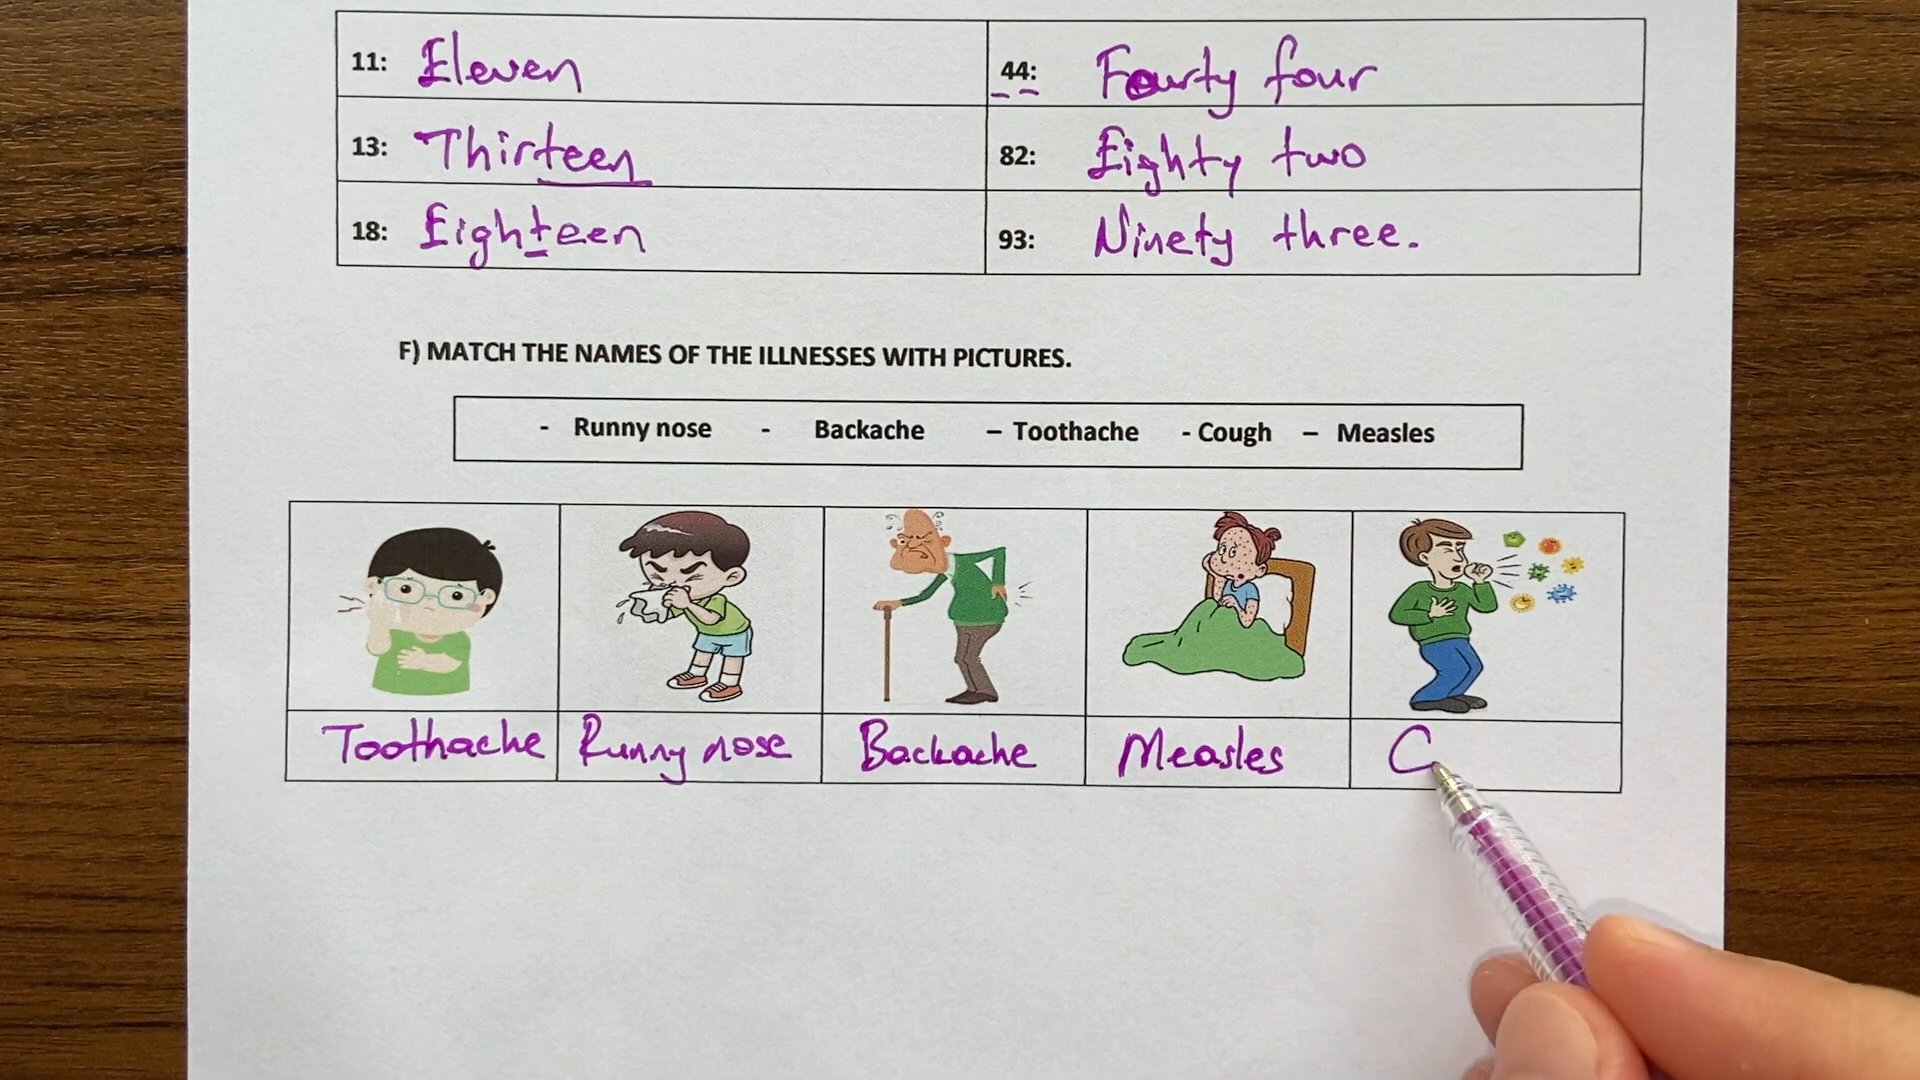 11: Eleven 44: Fourty four
13: Thirteen 82: Eighty two
18: Eighteen 93: Ninety three.
F) MATCH THE NAMES OF THE ILLNESSES WITH PICTURES.
- Runny nose - Backache – Toothache - Cough – Measles
Toothache Runny nose Backache Measles C